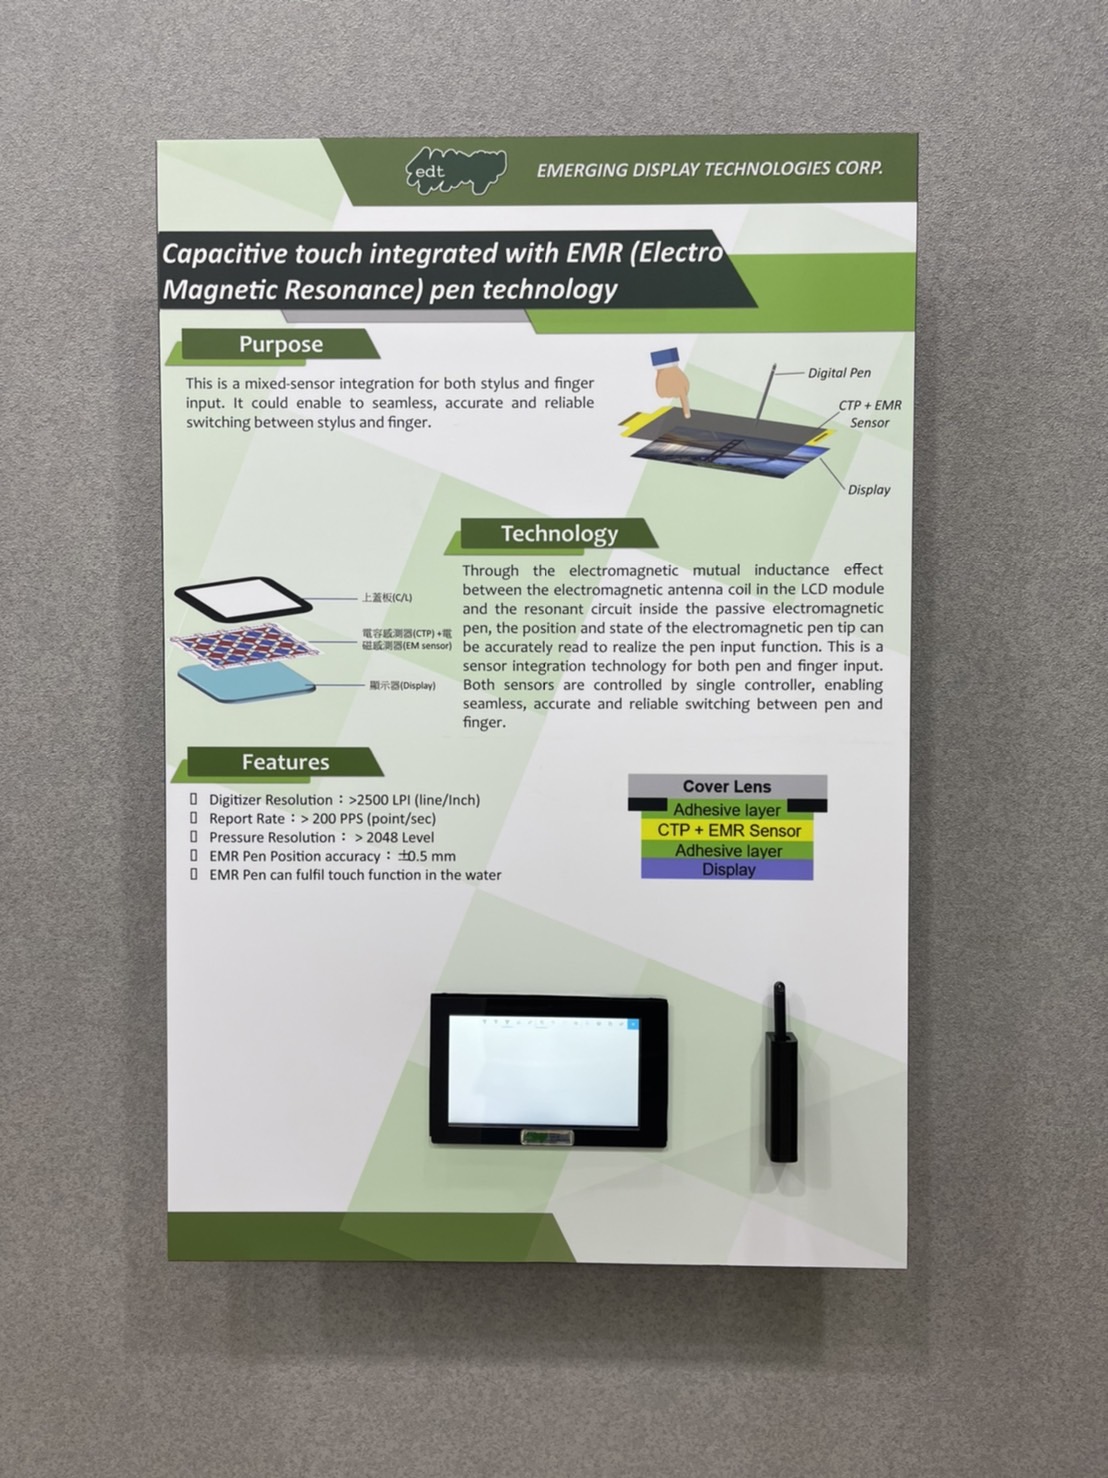 edt
EMERGING DISPLAY TECHNOLOGIES CORP.
Capacitive touch integrated with EMR (Electro
Magnetic Resonance) pen technology
Purpose
This is a mixed-sensor integration for both stylus and finger
input. It could enable to seamless, accurate and reliable
switching between stylus and finger.
Digital Pen
CTP + EMR
Sensor
Display
Technology
Through the electromagnetic mutual inductance effect
between the electromagnetic antenna coil in the LCD module
and the resonant circuit inside the passive electromagnetic
pen, the position and state of the electromagnetic pen tip can
be accurately read to realize the pen input function. This is a
sensor integration technology for both pen and finger input.
Both sensors are controlled by single controller, enabling
seamless, accurate and reliable switching between pen and
finger.
上蓋板(C/L)
電容感測器(CTP) +電
磁感測器(EM sensor)
顯示器(Display)
Features
Digitizer Resolution：>2500 LPI (line/Inch)
Report Rate：> 200 PPS (point/sec)
Pressure Resolution：> 2048 Level
EMR Pen Position accuracy：±0.5 mm
EMR Pen can fulfil touch function in the water
Cover Lens
Adhesive layer
CTP + EMR Sensor
Adhesive layer
Display